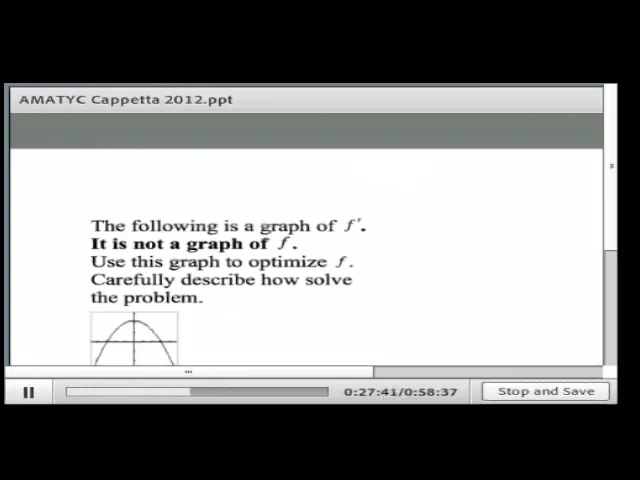 AMATYC Cappetta 2012.ppt
The following is a graph of f′.
It is not a graph of f.
Use this graph to optimize f.
Carefully describe how solve
the problem.
0:27:41/0:58:37
Stop and Save